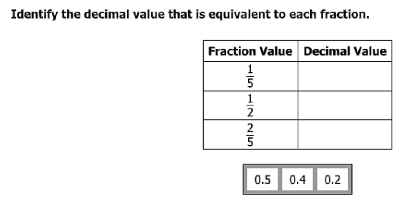 Identify the decimal value that is equivalent to each fraction.
Fraction Value Decimal Value
1/5
1/2
2/5
0.5 0.4 0.2